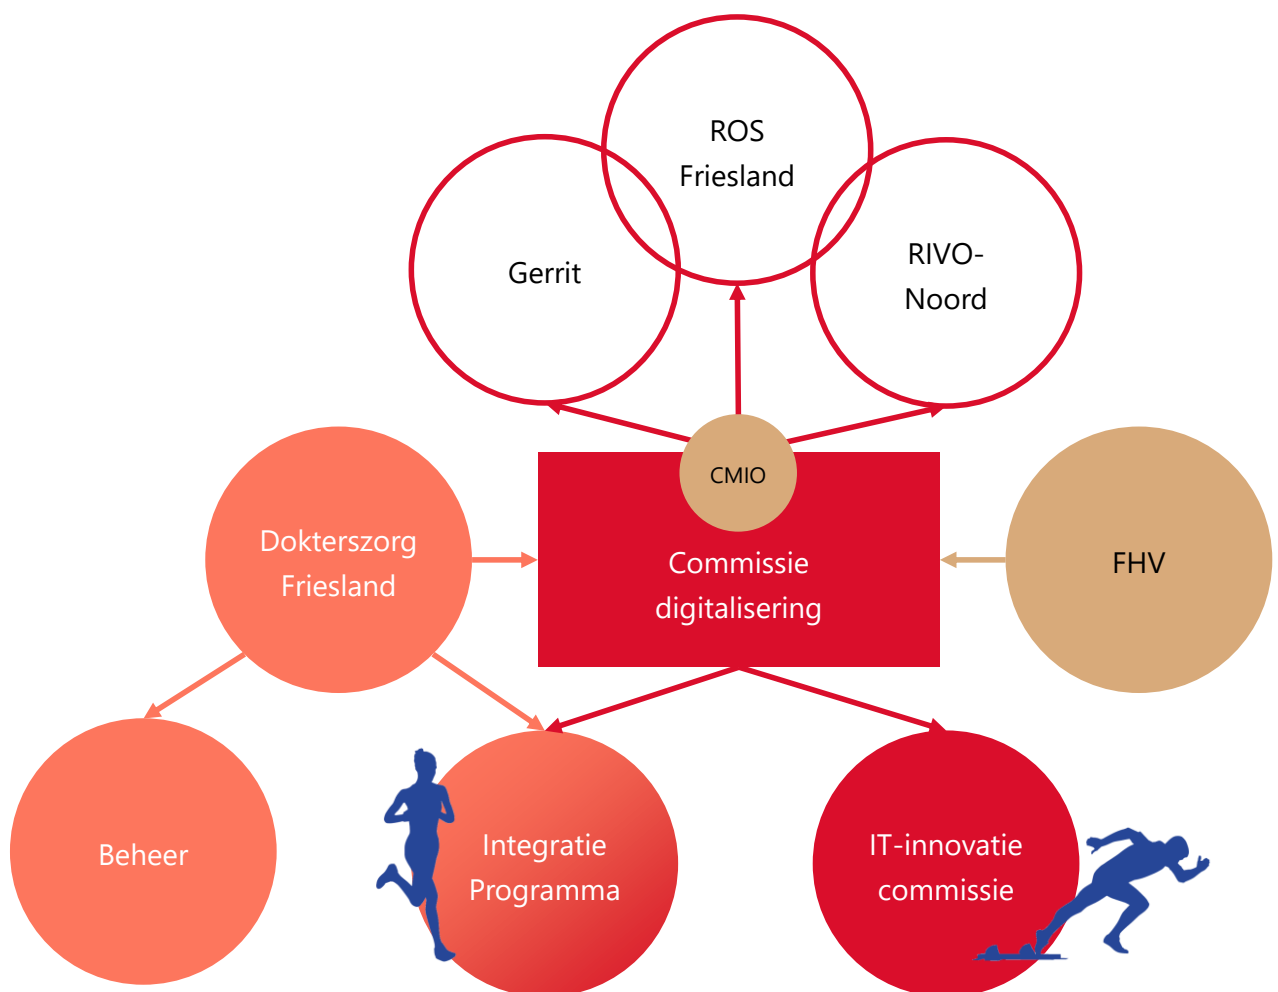 ROS
Friesland
Gerrit
RIVO-
Noord
CMIO
Dokterszorg
Friesland
Commissie
digitalisering
FHV
Beheer
Integratie
Programma
IT-innovatie
commissie